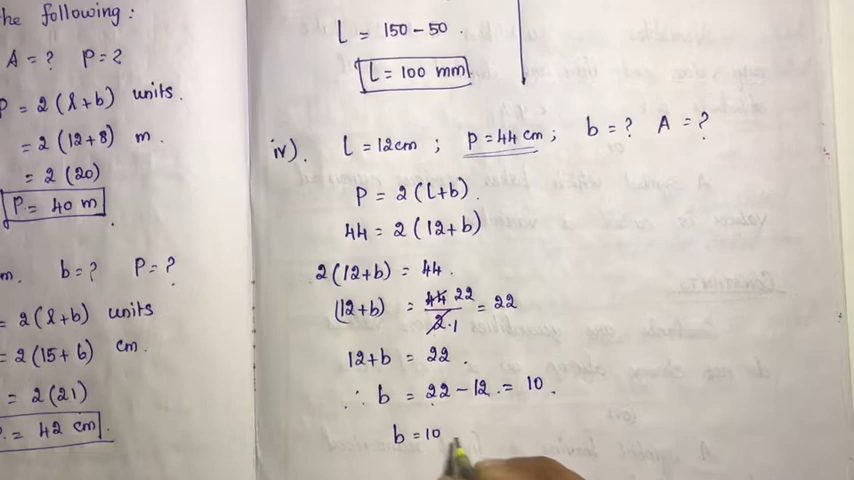 he following:
A = ? P = ?
P = 2 (l + b) units.
= 2 (12+8) m.
= 2 (20)
P = 40 m
m. b = ? P = ?
= 2 (l + b) units
= 2 (15 + b) cm.
= 2 (21)
P = 42 cm
L = 150 - 50.
L = 100 mm
iv). L = 12cm ; P = 44 cm ; b = ? A = ?
P = 2 (L+b).
44 = 2 (12+b)
2 (12+b) = 44.
(12+b) = 44 22 / 2.1 = 22
12+b = 22.
∴ b = 22 - 12. = 10.
b = 10